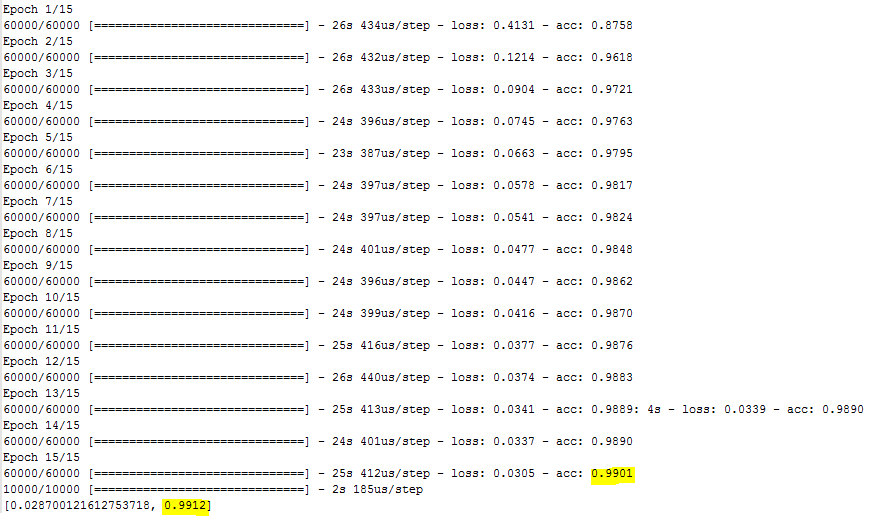 Epoch 1/15
60000/60000 [==============================] - 26s 434us/step - loss: 0.4131 - acc: 0.8758
Epoch 2/15
60000/60000 [==============================] - 26s 432us/step - loss: 0.1214 - acc: 0.9618
Epoch 3/15
60000/60000 [==============================] - 26s 433us/step - loss: 0.0904 - acc: 0.9721
Epoch 4/15
60000/60000 [==============================] - 24s 396us/step - loss: 0.0745 - acc: 0.9763
Epoch 5/15
60000/60000 [==============================] - 23s 387us/step - loss: 0.0663 - acc: 0.9795
Epoch 6/15
60000/60000 [==============================] - 24s 397us/step - loss: 0.0578 - acc: 0.9817
Epoch 7/15
60000/60000 [==============================] - 24s 397us/step - loss: 0.0541 - acc: 0.9824
Epoch 8/15
60000/60000 [==============================] - 24s 401us/step - loss: 0.0477 - acc: 0.9848
Epoch 9/15
60000/60000 [==============================] - 24s 396us/step - loss: 0.0447 - acc: 0.9862
Epoch 10/15
60000/60000 [==============================] - 24s 399us/step - loss: 0.0416 - acc: 0.9870
Epoch 11/15
60000/60000 [==============================] - 25s 416us/step - loss: 0.0377 - acc: 0.9876
Epoch 12/15
60000/60000 [==============================] - 26s 440us/step - loss: 0.0374 - acc: 0.9883
Epoch 13/15
60000/60000 [==============================] - 25s 413us/step - loss: 0.0341 - acc: 0.9889: 4s - loss: 0.0339 - acc: 0.9890
Epoch 14/15
60000/60000 [==============================] - 24s 401us/step - loss: 0.0337 - acc: 0.9890
Epoch 15/15
60000/60000 [==============================] - 25s 412us/step - loss: 0.0305 - acc: 0.9901
10000/10000 [==============================] - 2s 185us/step
[0.028700121612753718, 0.9912]